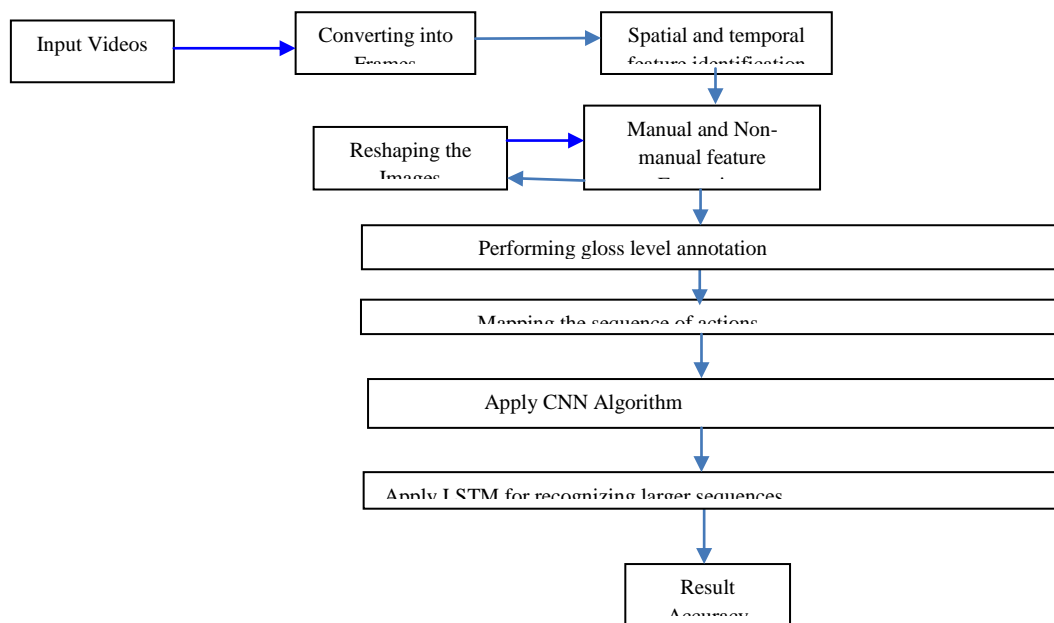 Input Videos
Converting into
Frames
Spatial and temporal
feature identification
Manual and Non-
manual feature
Reshaping the
Images
Performing gloss level annotation
Mapping the sequence of actions
Apply CNN Algorithm
Apply LSTM for recognizing larger sequences
Result
Accuracy